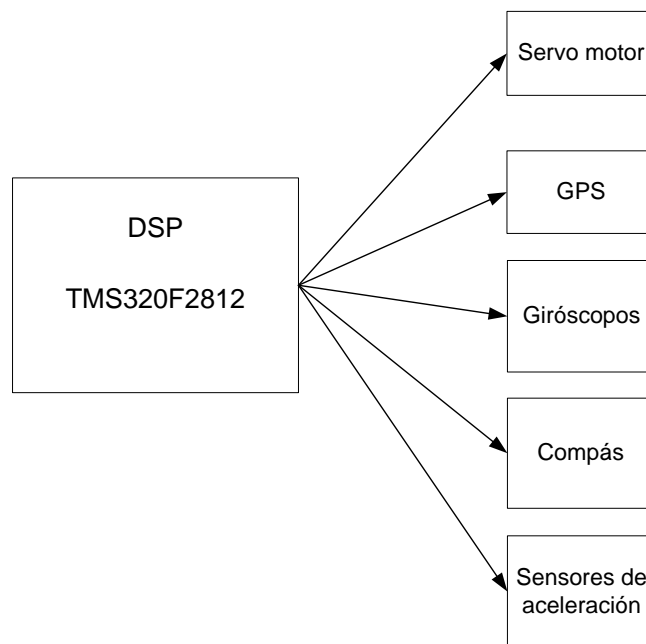 DSP
TMS320F2812
Servo motor
GPS
Giróscopos
Compás
Sensores de
aceleración